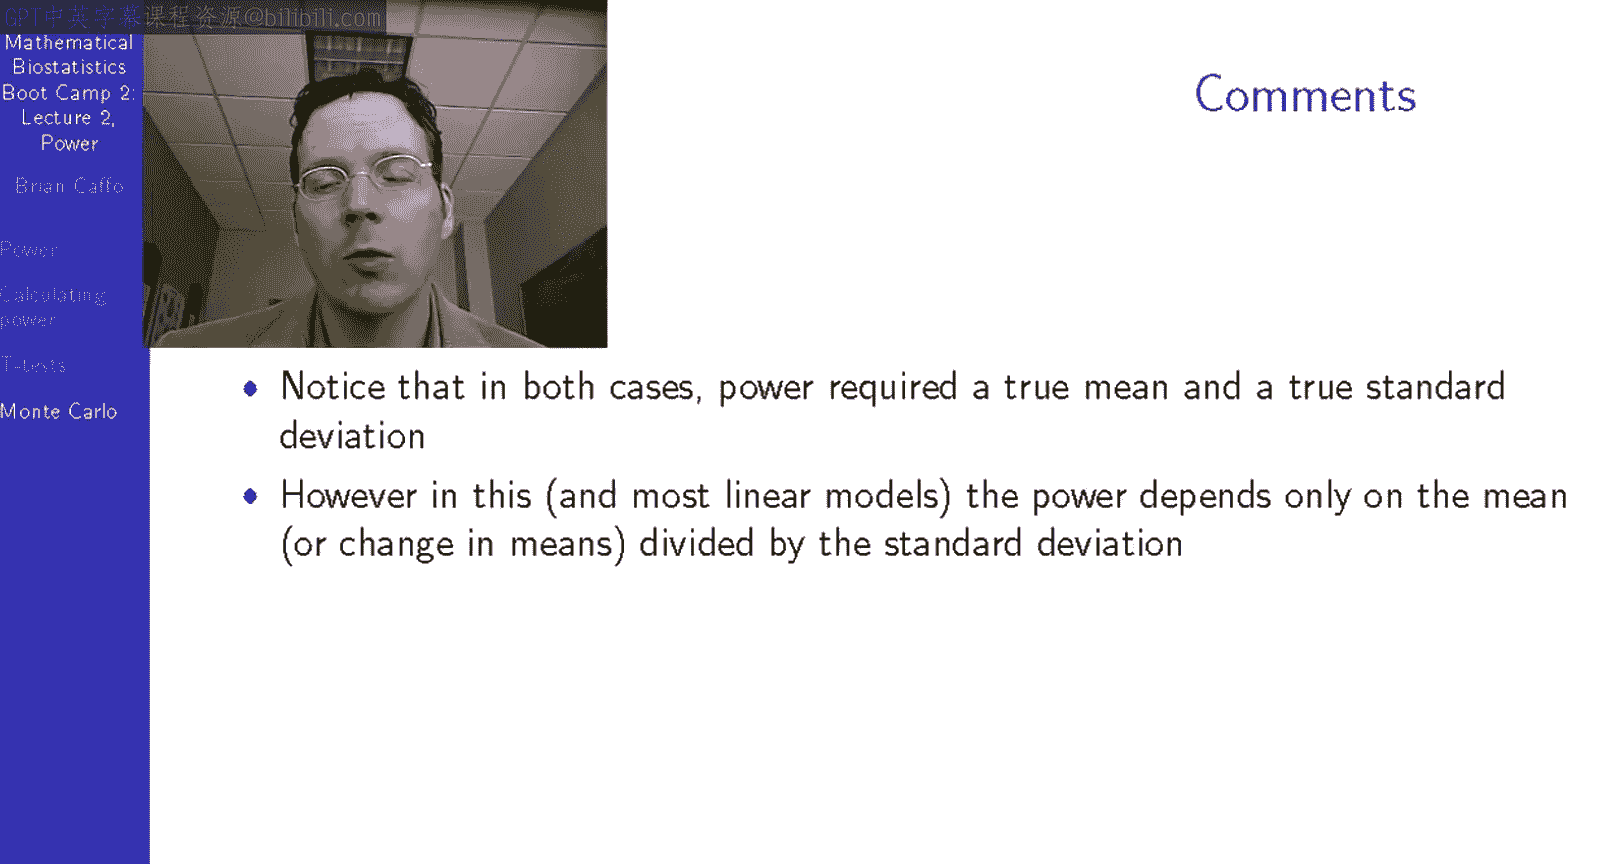 GPT中英字幕课程资源@bilibili.com
Mathematical
Biostatistics
Boot Camp 2:
Lecture 2,
Power
Brian Caffo
Power
Calculating
power
T-tests
Monte Carlo
Comments
• Notice that in both cases, power required a true mean and a true standard
deviation
• However in this (and most linear models) the power depends only on the mean
(or change in means) divided by the standard deviation